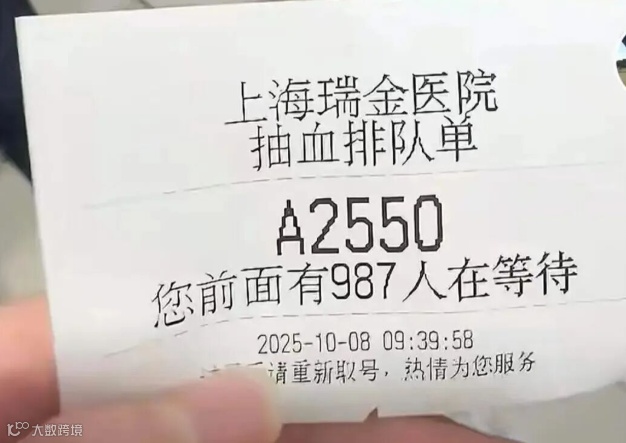 上海瑞金医院
抽血排队单
A2550
您前面有987人在等待
2025-10-08 09:39:58
请重新取号，热情为您服务
大数跨境